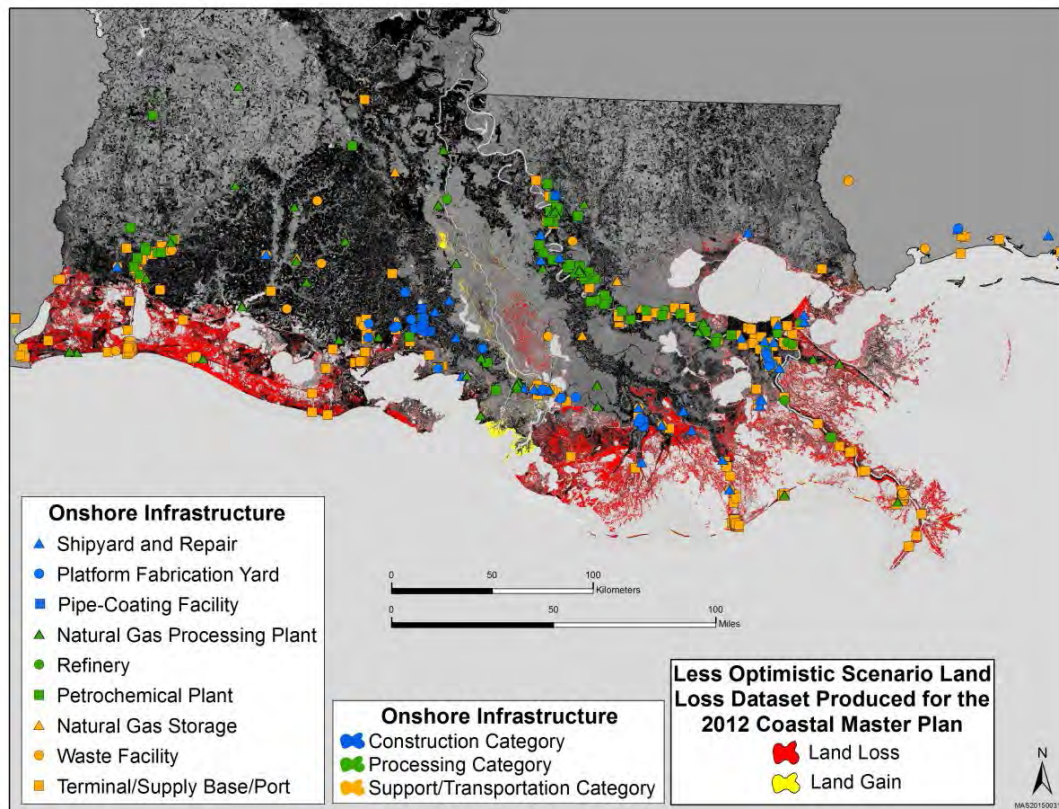 Onshore Infrastructure
Shipyard and Repair
Platform Fabrication Yard
Pipe-Coating Facility
Natural Gas Processing Plant
Refinery
Petrochemical Plant
Natural Gas Storage
Waste Facility
Terminal/Supply Base/Port
0 50 100
Kilometers
0 50 100
Miles
Onshore Infrastructure
Construction Category
Processing Category
Support/Transportation Category
Less Optimistic Scenario Land
Loss Dataset Produced for the
2012 Coastal Master Plan
Land Loss
Land Gain
N